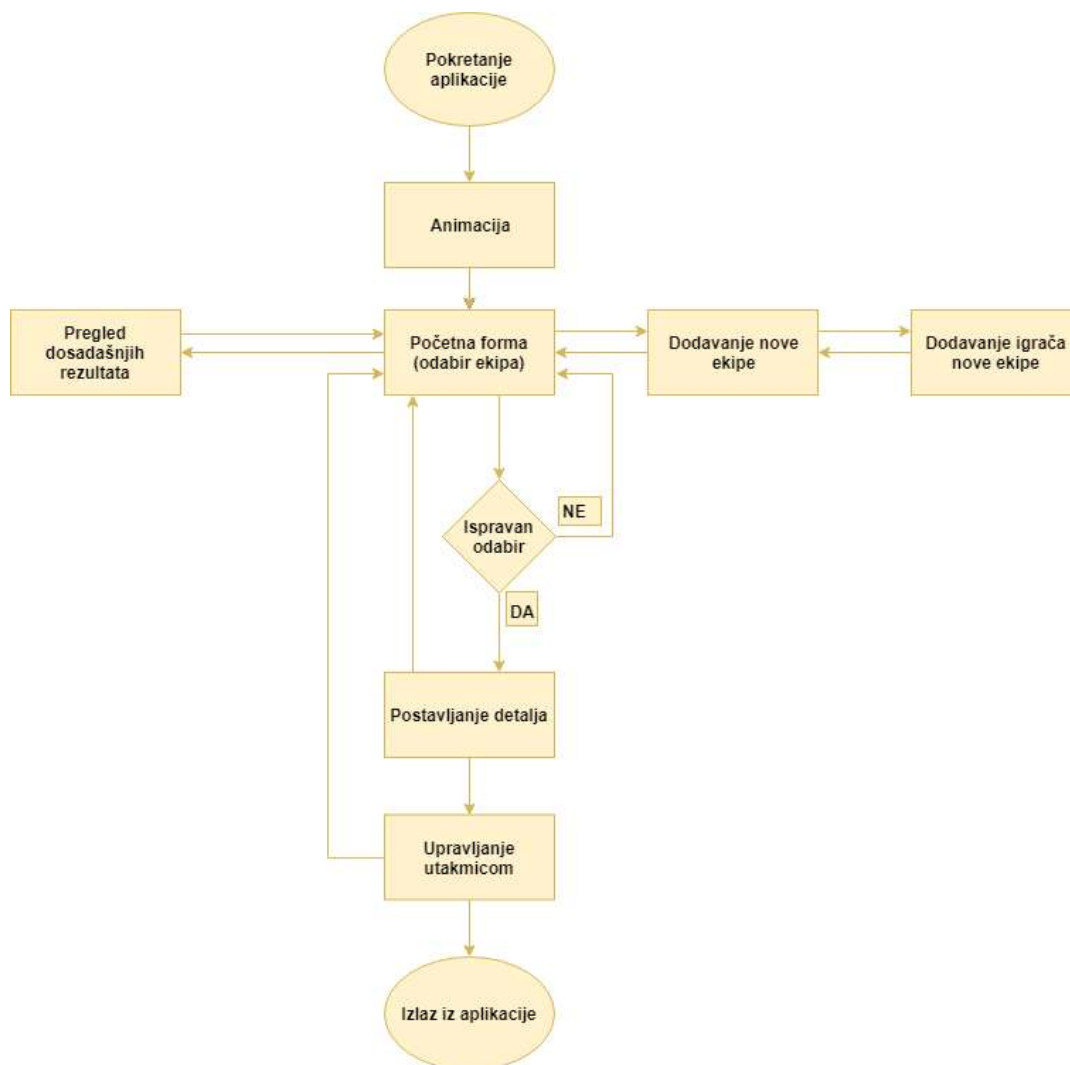 Pokretanje
aplikacije
Animacija
Pregled
dosadašnjih
rezultata
Početna forma
(odabir ekipa)
Dodavanje nove
ekipe
Dodavanje igrača
nove ekipe
Ispravan
odabir
NE
DA
Postavljanje detalja
Upravljanje
utakmicom
Izlaz iz aplikacije